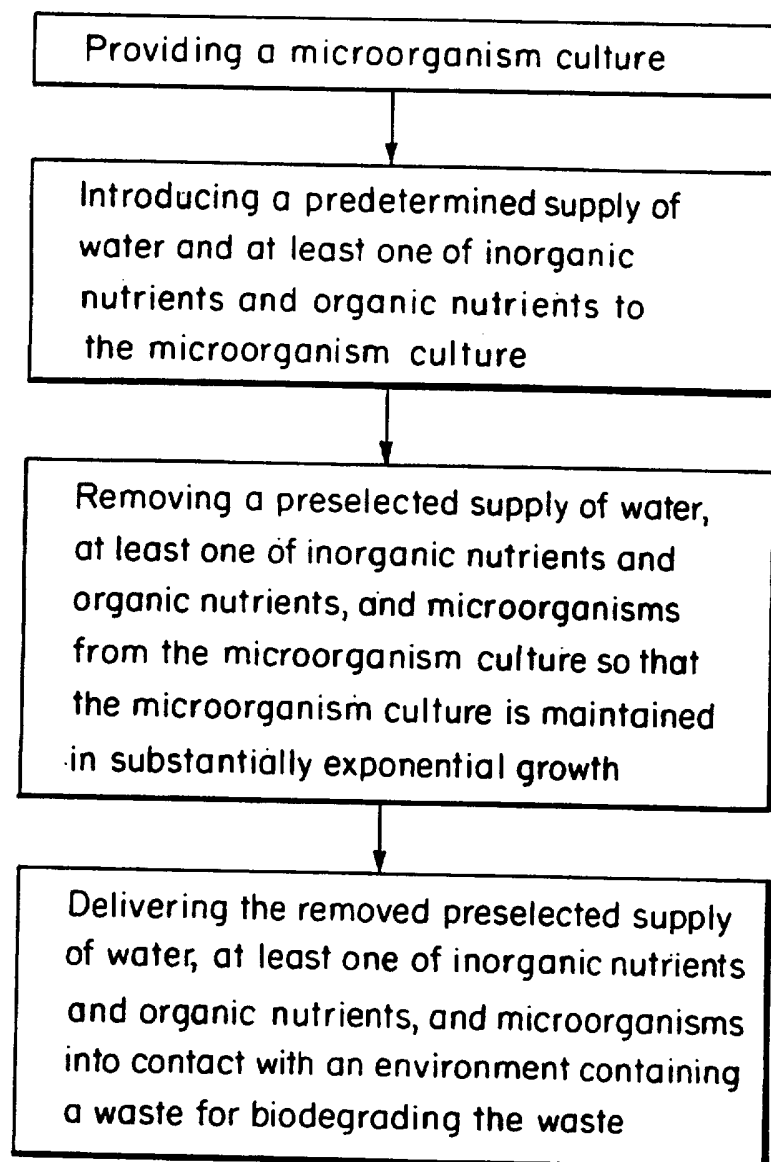 Providing a microorganism culture
Introducing a predetermined supply of
water and at least one of inorganic
nutrients and organic nutrients to
the microorganism culture
Removing a preselected supply of water,
at least one of inorganic nutrients and
organic nutrients, and microorganisms
from the microorganism culture so that
the microorganism culture is maintained
in substantially exponential growth
Delivering the removed preselected supply
of water, at least one of inorganic nutrients
and organic nutrients, and microorganisms
into contact with an environment containing
a waste for biodegrading the waste